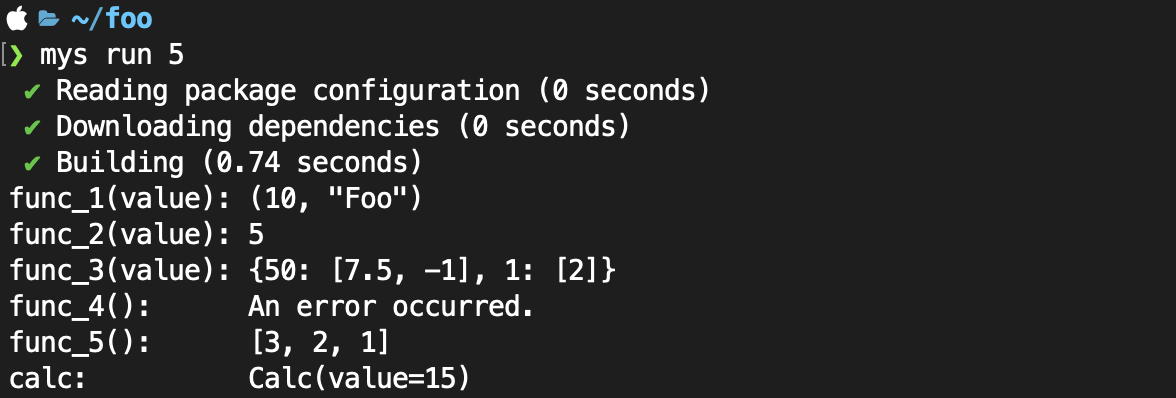 ~/foo
❯ mys run 5
✔ Reading package configuration (0 seconds)
✔ Downloading dependencies (0 seconds)
✔ Building (0.74 seconds)
func_1(value): (10, "Foo")
func_2(value): 5
func_3(value): {50: [7.5, -1], 1: [2]}
func_4():      An error occurred.
func_5():      [3, 2, 1]
calc:          Calc(value=15)